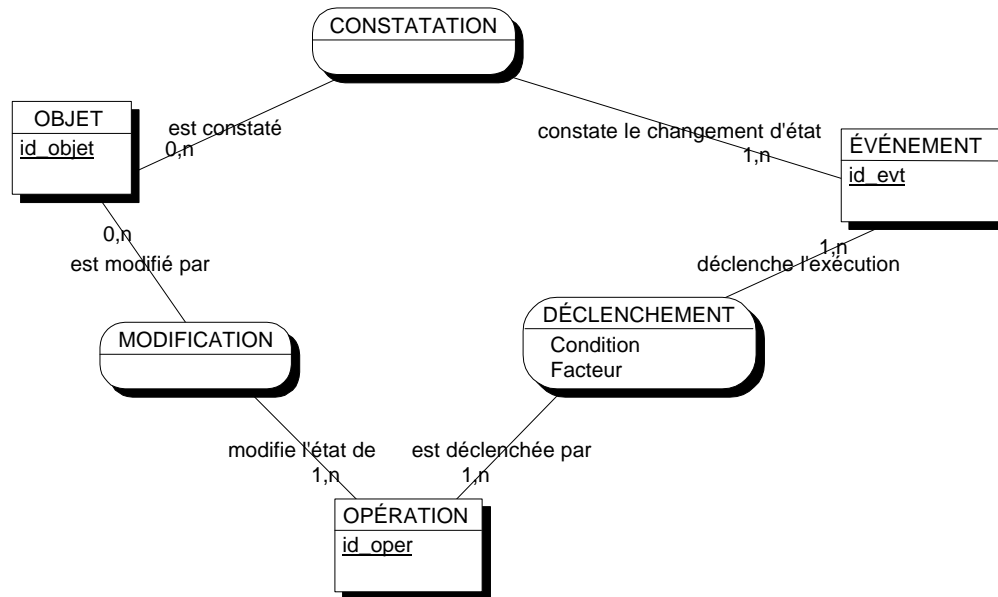 CONSTATATION
OBJET
id_objet
est constaté
0,n
constate le changement d'état
1,n
ÉVÉNEMENT
id_evt
0,n
est modifié par
1,n
déclenche l'exécution
MODIFICATION
DÉCLENCHEMENT
Condition
Facteur
modifie l'état de
1,n
est déclenchée par
1,n
OPÉRATION
id_oper